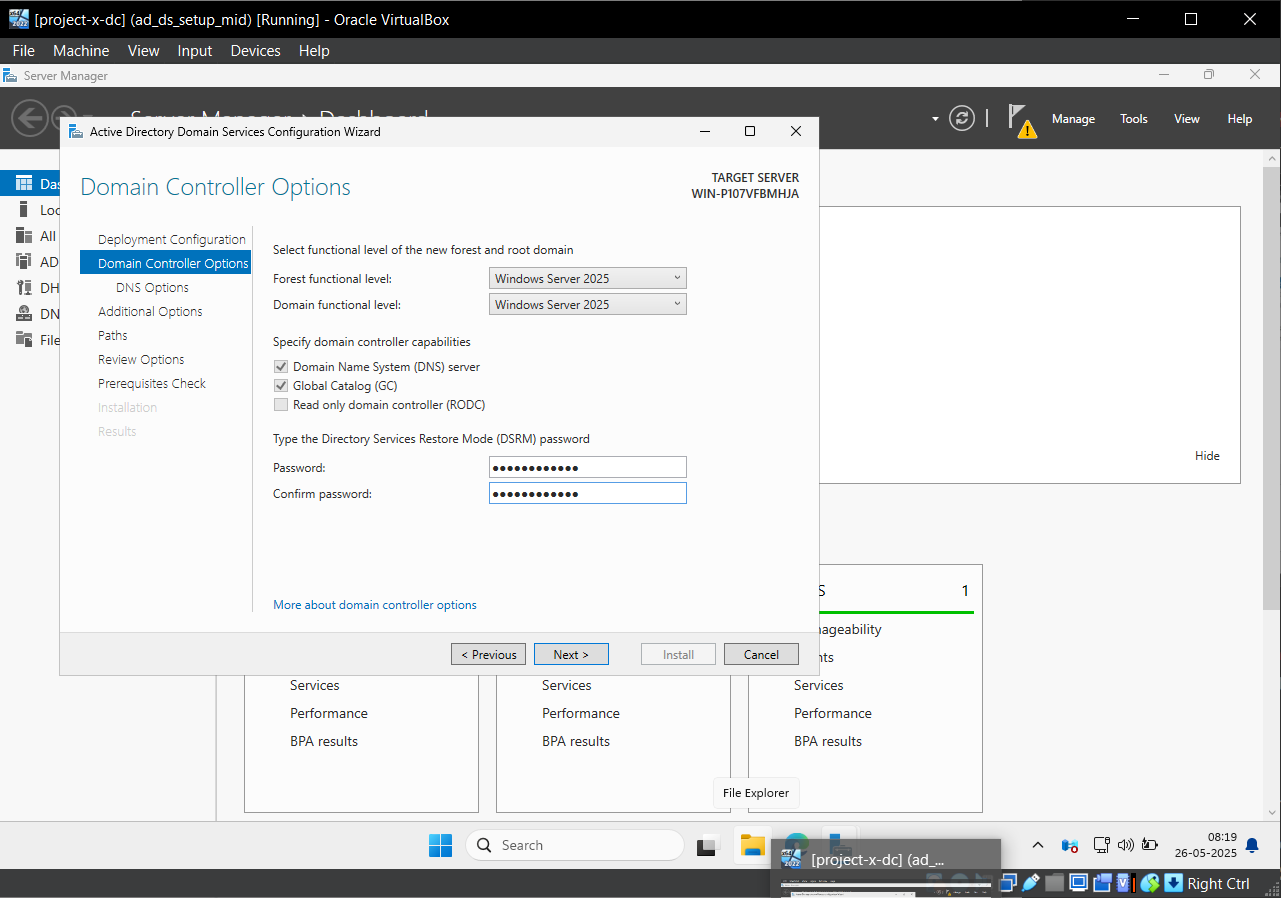 [project-x-dc] (ad_ds_setup_mid) [Running] - Oracle VirtualBox
File Machine View Input Devices Help
Server Manager
Manage Tools View Help
Active Directory Domain Services Configuration Wizard
Domain Controller Options
TARGET SERVER
WIN-P107VFBMHJA
Das
Loc
All
AD
DH
DN
File
Deployment Configuration
Domain Controller Options
DNS Options
Additional Options
Paths
Review Options
Prerequisites Check
Installation
Results
Select functional level of the new forest and root domain
Forest functional level: Windows Server 2025
Domain functional level: Windows Server 2025
Specify domain controller capabilities
Domain Name System (DNS) server
Global Catalog (GC)
Read only domain controller (RODC)
Type the Directory Services Restore Mode (DSRM) password
Password: ●●●●●●●●●●●●
Confirm password: ●●●●●●●●●●●●
More about domain controller options
< Previous Next > Install Cancel
Hide
S 1
nageability
nts
Services Services Services
Performance Performance Performance
BPA results BPA results BPA results
File Explorer
Search
08:19
26-05-2025
[project-x-dc] (ad_...
Right Ctrl